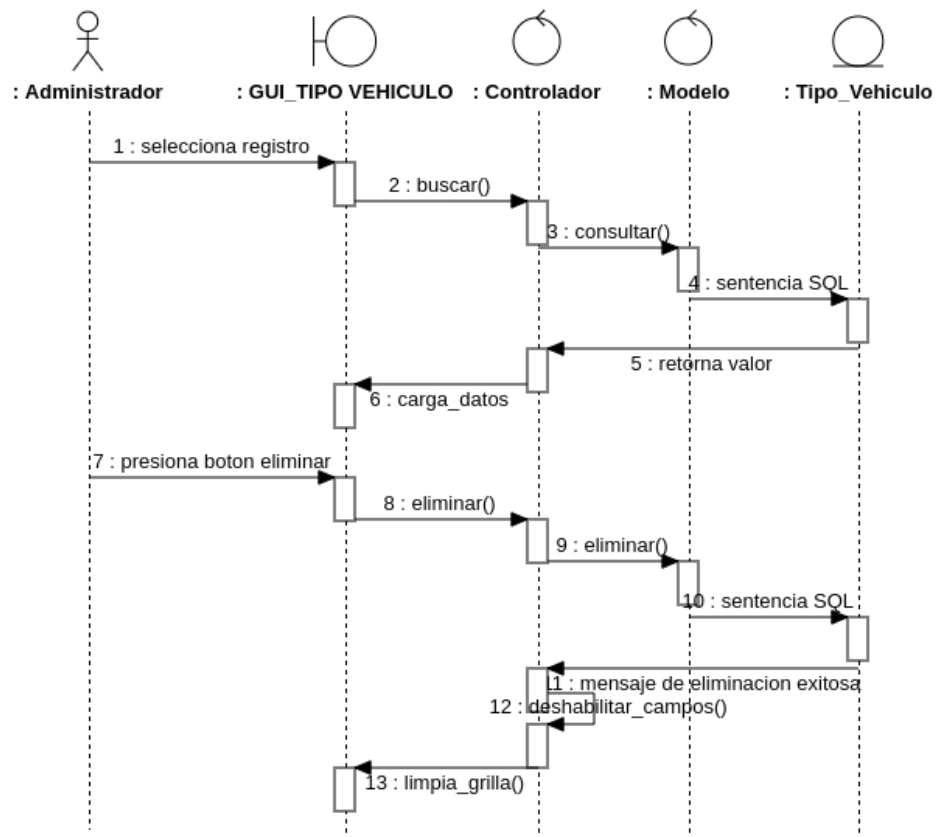 : Administrador
: GUI_TIPO VEHICULO
: Controlador
: Modelo
: Tipo_Vehiculo
1 : selecciona registro
2 : buscar()
3 : consultar()
4 : sentencia SQL
5 : retorna valor
6 : carga_datos
7 : presiona boton eliminar
8 : eliminar()
9 : eliminar()
10 : sentencia SQL
11 : mensaje de eliminacion exitosa
12 : deshabilitar_campos()
13 : limpia_grilla()